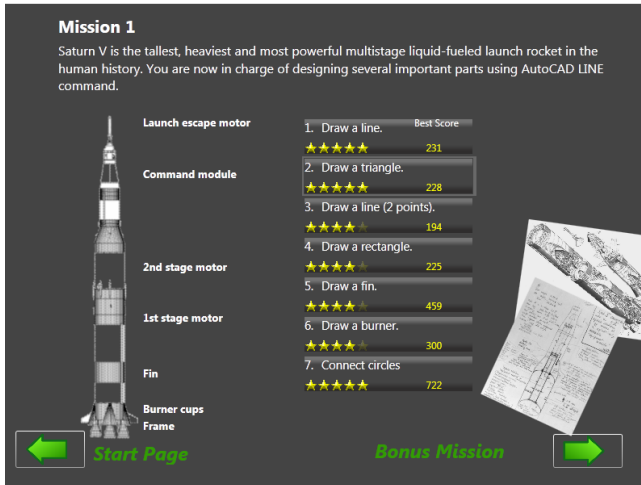 Mission 1
Saturn V is the tallest, heaviest and most powerful multistage liquid-fueled launch rocket in the
human history. You are now in charge of designing several important parts using AutoCAD LINE
command.
Launch escape motor
Command module
2nd stage motor
1st stage motor
Fin
Burner cups
Frame
Best Score
1. Draw a line.
231
2. Draw a triangle.
228
3. Draw a line (2 points).
194
4. Draw a rectangle.
225
5. Draw a fin.
459
6. Draw a burner.
300
7. Connect circles
722
Start Page
Bonus Mission